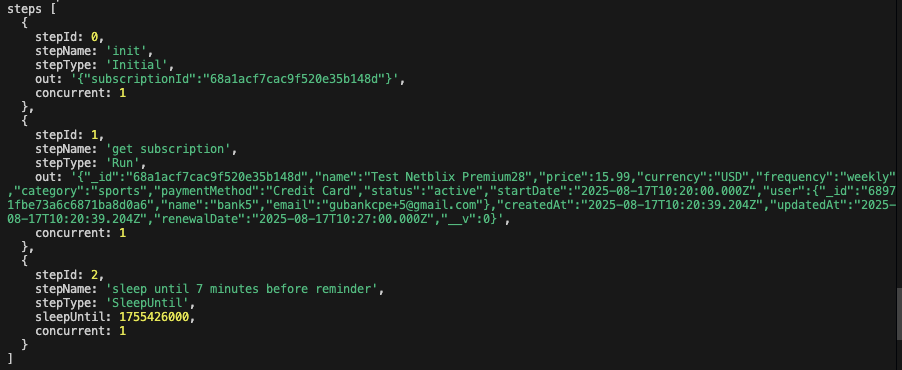 steps [
  {
    stepId: 0,
    stepName: 'init',
    stepType: 'Initial',
    out: '{"subscriptionId":"68a1acf7cac9f520e35b148d"}',
    concurrent: 1
  },
  {
    stepId: 1,
    stepName: 'get subscription',
    stepType: 'Run',
    out: '{"_id":"68a1acf7cac9f520e35b148d","name":"Test Netblix Premium28","price":15.99,"currency":"USD","frequency":"weekly"
,"category":"sports","paymentMethod":"Credit Card","status":"active","startDate":"2025-08-17T10:20:00.000Z","user":{"_id":"6897
1fbe73a6c6871ba8d0a6","name":"bank5","email":"gubankcpe+5@gmail.com"},"createdAt":"2025-08-17T10:20:39.204Z","updatedAt":"2025-
08-17T10:20:39.204Z","renewalDate":"2025-08-17T10:27:00.000Z","__v":0}',
    concurrent: 1
  },
  {
    stepId: 2,
    stepName: 'sleep until 7 minutes before reminder',
    stepType: 'SleepUntil',
    sleepUntil: 1755426000,
    concurrent: 1
  }
]